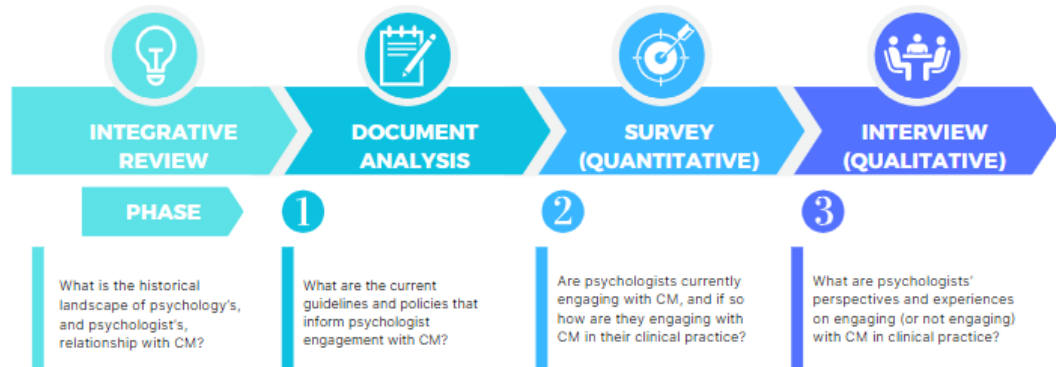 INTEGRATIVE
REVIEW
DOCUMENT
ANALYSIS
SURVEY
(QUANTITATIVE)
INTERVIEW
(QUALITATIVE)
PHASE
1
2
3
What is the historical
landscape of psychology's,
and psychologist's,
relationship with CM?
What are the current
guidelines and policies that
inform psychologist
engagement with CM?
Are psychologists currently
engaging with CM, and if so
how are they engaging with
CM in their clinical practice?
What are psychologists'
perspectives and experiences
on engaging (or not engaging)
with CM in clinical practice?